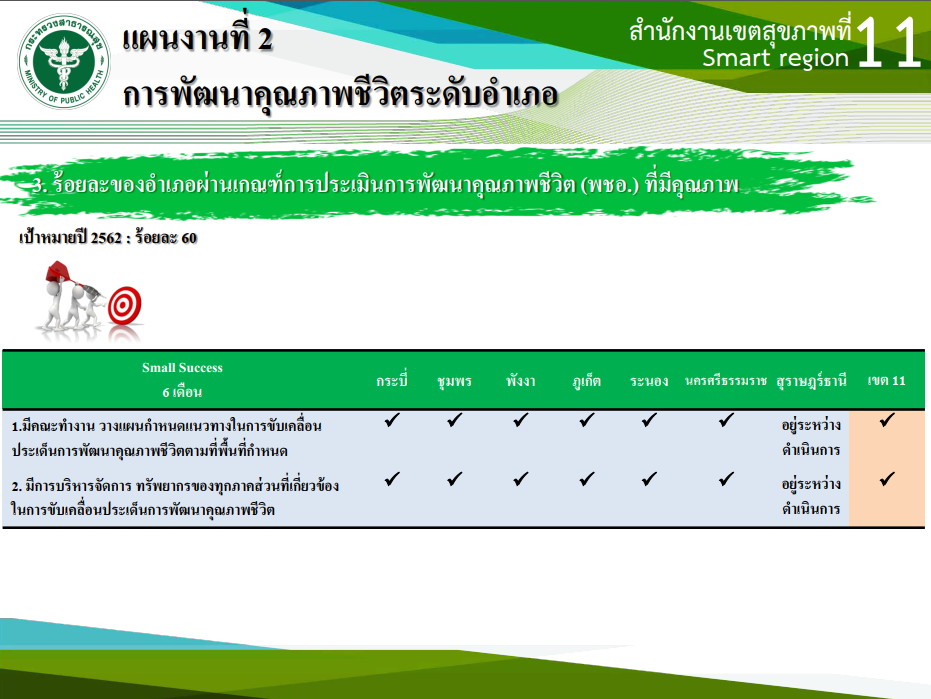 กระทรวงสาธารณสุข
MINISTRY OF PUBLIC HEALTH
แผนงานที่ 2
การพัฒนาคุณภาพชีวิตระดับอำเภอ
สำนักงานเขตสุขภาพที่ 11
Smart region
3. ร้อยละของอำเภอผ่านเกณฑ์การประเมินการพัฒนาคุณภาพชีวิต (พชอ.) ที่มีคุณภาพ
เป้าหมายปี 2562 : ร้อยละ 60
Small Success
6 เดือน
กระบี่ ชุมพร พังงา ภูเก็ต ระนอง นครศรีธรรมราช สุราษฎร์ธานี เขต 11
1.มีคณะทำงาน วางแผนกำหนดแนวทางในการขับเคลื่อน
ประเด็นการพัฒนาคุณภาพชีวิตตามที่พื้นที่กำหนด
✓ ✓ ✓ ✓ ✓ ✓ อยู่ระหว่าง ✓
ดำเนินการ
2. มีการบริหารจัดการ ทรัพยากรของทุกภาคส่วนที่เกี่ยวข้อง
ในการขับเคลื่อนประเด็นการพัฒนาคุณภาพชีวิต
✓ ✓ ✓ ✓ ✓ ✓ อยู่ระหว่าง ✓
ดำเนินการ